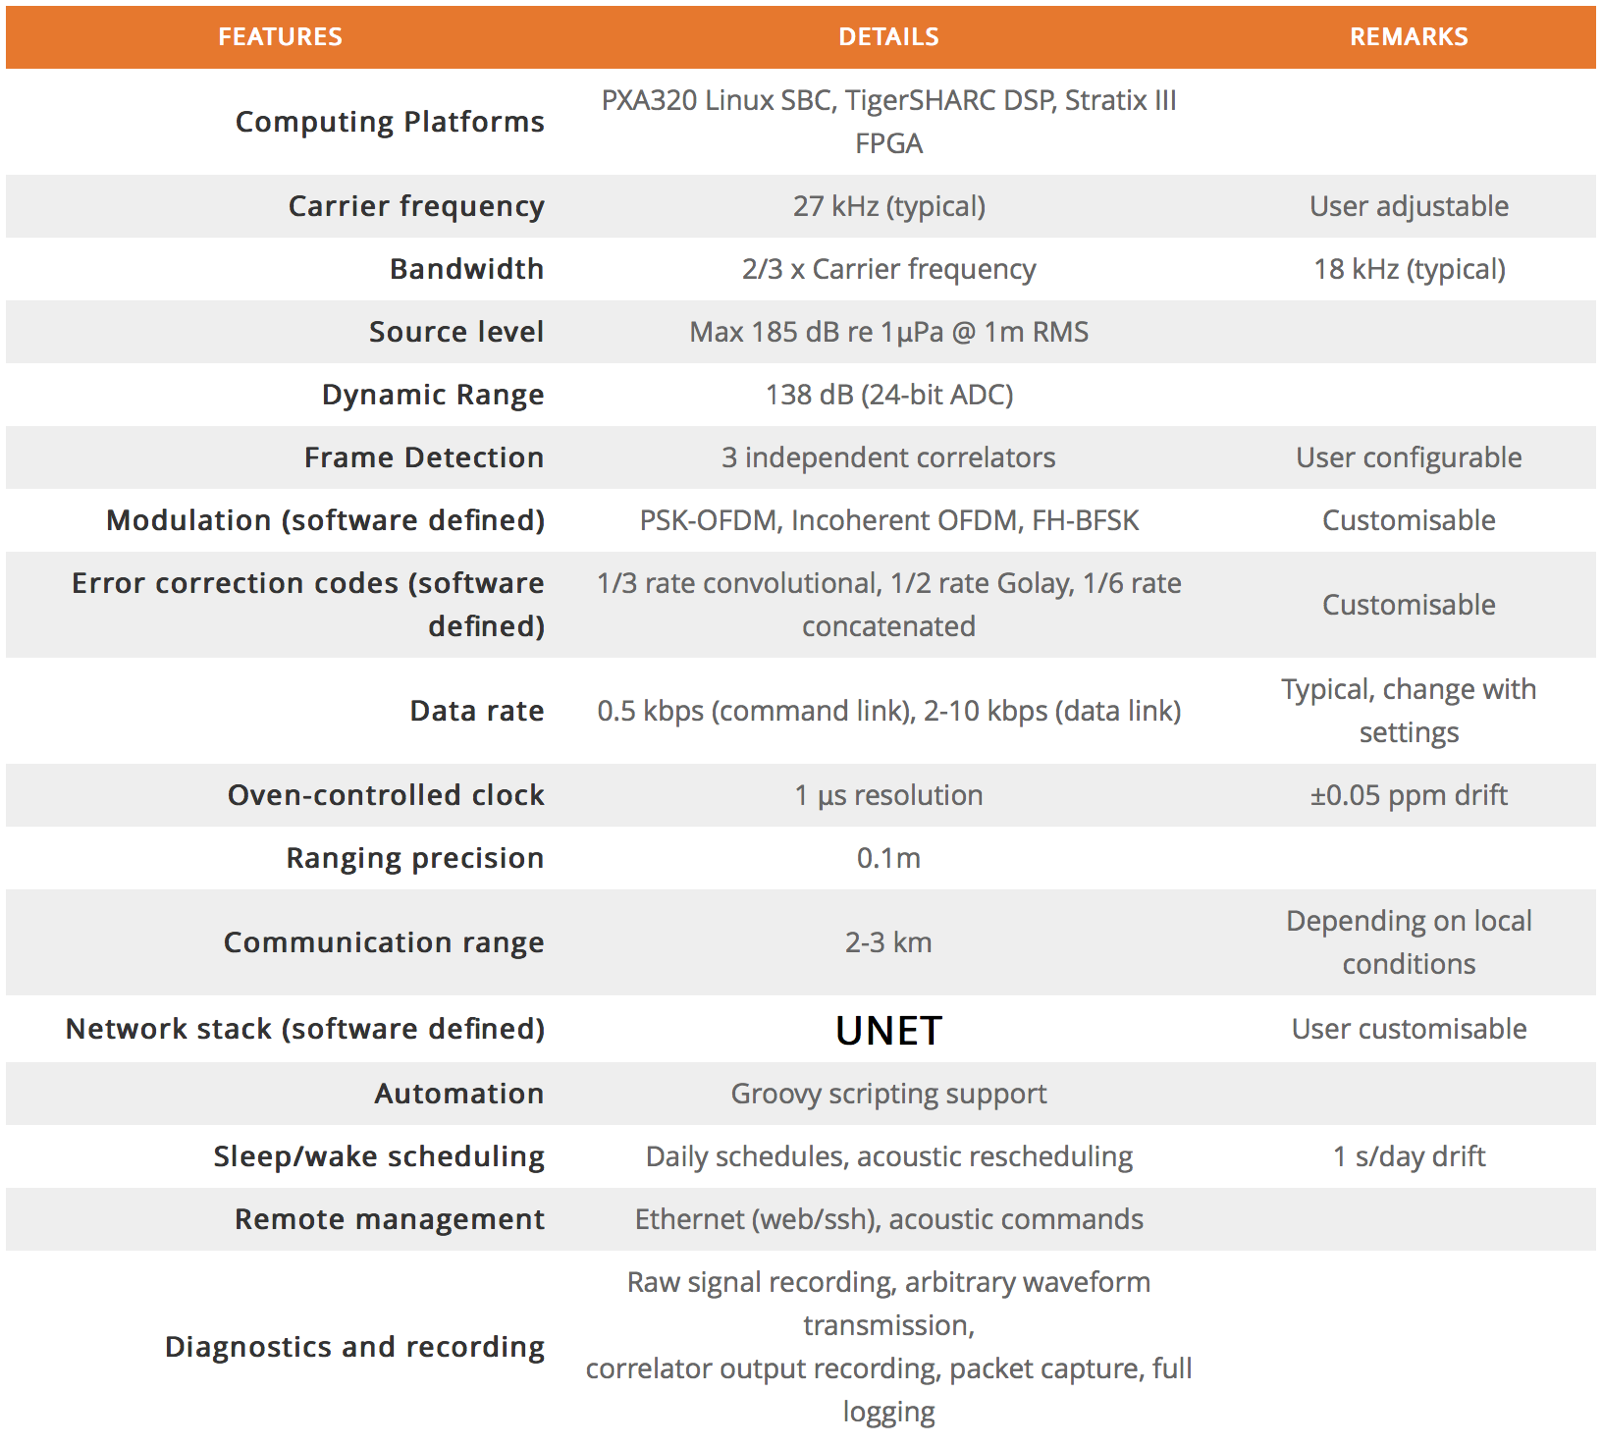 FEATURES DETAILS REMARKS
Computing Platforms PXA320 Linux SBC, TigerSHARC DSP, Stratix III
FPGA
Carrier frequency 27 kHz (typical) User adjustable
Bandwidth 2/3 x Carrier frequency 18 kHz (typical)
Source level Max 185 dB re 1μPa @ 1m RMS
Dynamic Range 138 dB (24-bit ADC)
Frame Detection 3 independent correlators User configurable
Modulation (software defined) PSK-OFDM, Incoherent OFDM, FH-BFSK Customisable
Error correction codes (software
defined)
1/3 rate convolutional, 1/2 rate Golay, 1/6 rate
concatenated
Customisable
Data rate 0.5 kbps (command link), 2-10 kbps (data link)
Typical, change with
settings
Oven-controlled clock 1 μs resolution ±0.05 ppm drift
Ranging precision 0.1m
Communication range 2-3 km
Depending on local
conditions
Network stack (software defined) UNET User customisable
Automation Groovy scripting support
Sleep/wake scheduling Daily schedules, acoustic rescheduling 1 s/day drift
Remote management Ethernet (web/ssh), acoustic commands
Diagnostics and recording
Raw signal recording, arbitrary waveform
transmission,
correlator output recording, packet capture, full
logging